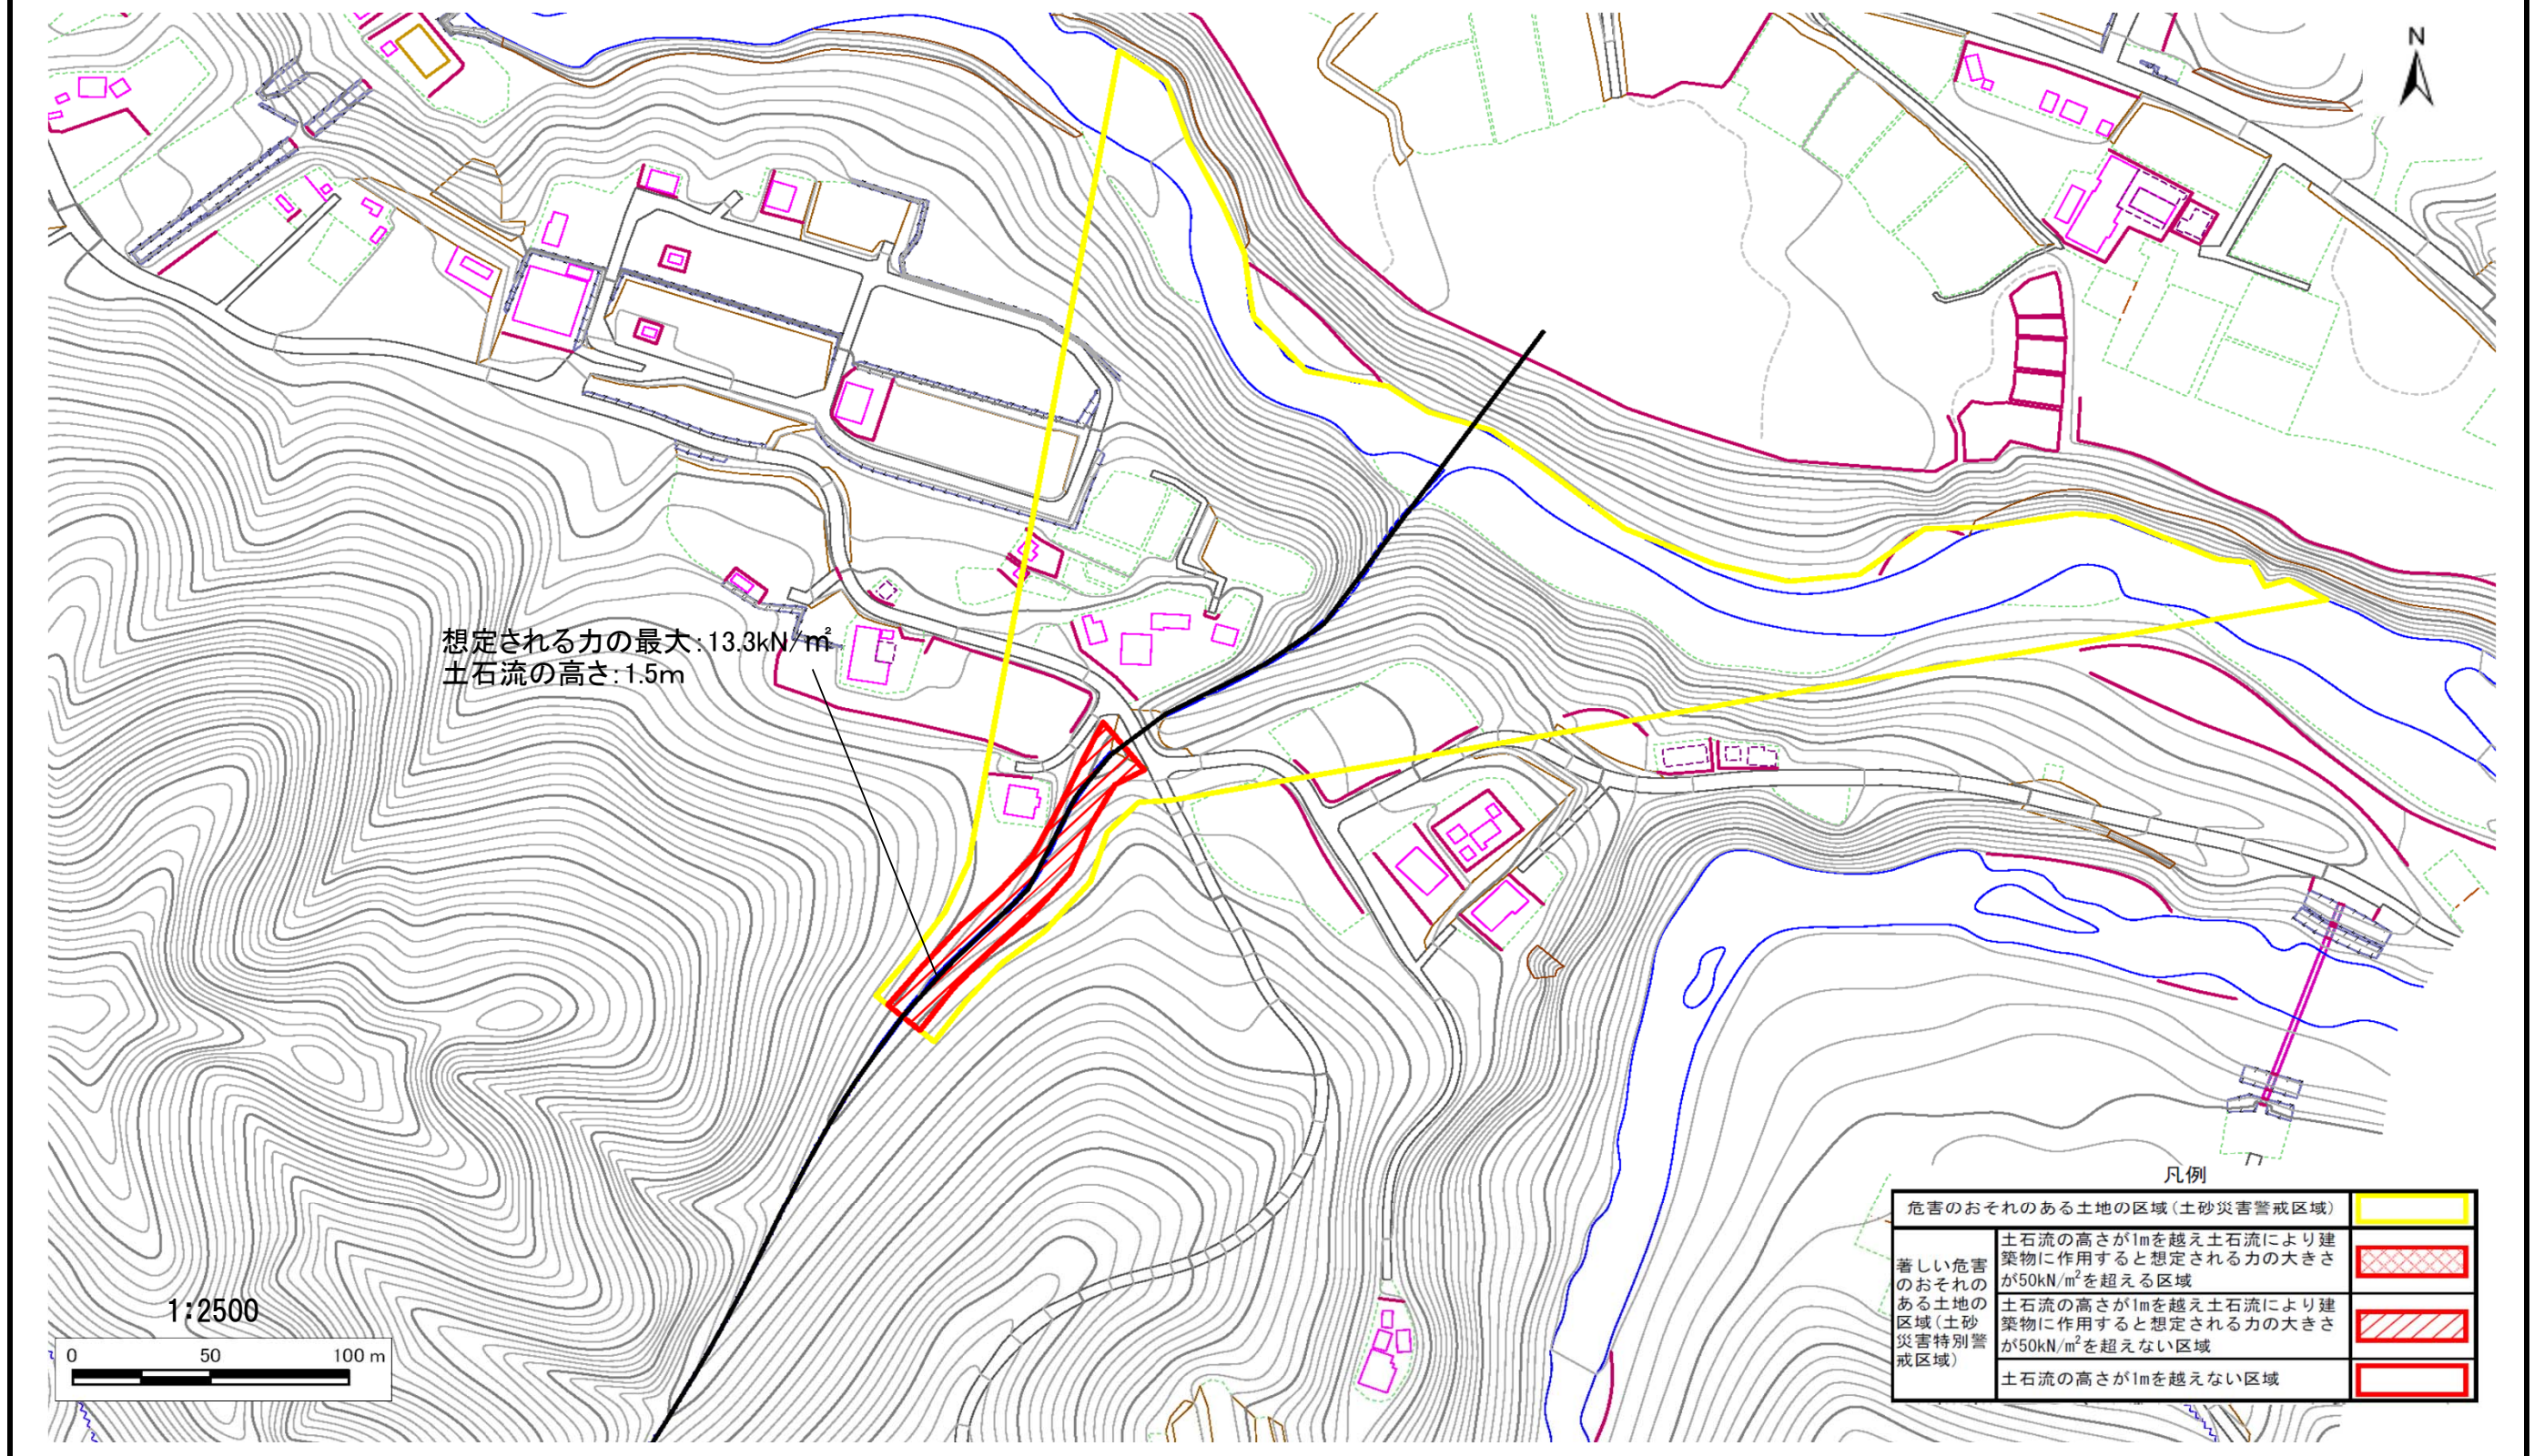 N
想定される力の最大:13.3kN/㎡
土石流の高さ:1.5m
1:2500
0 50 100 m
凡例
危害のおそれのある土地の区域(土砂災害警戒区域)
著しい危害
のおそれの
ある土地の
区域(土砂
災害特別警
戒区域)
土石流の高さが1mを越え土石流により建
築物に作用すると想定される力の大きさ
が50kN/m²を超える区域
土石流の高さが1mを越え土石流により建
築物に作用すると想定される力の大きさ
が50kN/m²を超えない区域
土石流の高さが1mを越えない区域